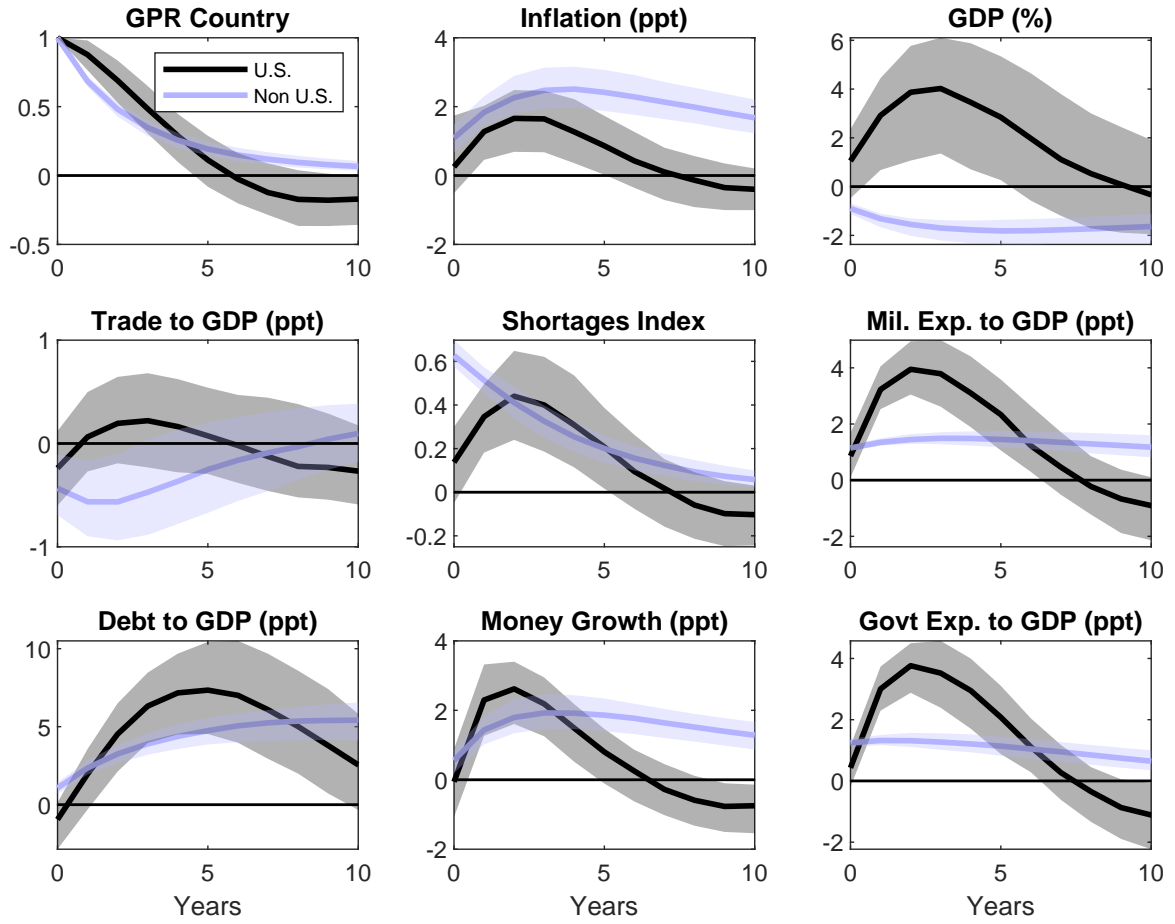 GPR Country
1
0.5
0
-0.5
0 5 10
U.S.
Non U.S.
Inflation (ppt)
4
2
0
-2
0 5 10
GDP (%)
6
4
2
0
-2
0 5 10
Trade to GDP (ppt)
1
0
-1
0 5 10
Shortages Index
0.6
0.4
0.2
0
-0.2
0 5 10
Mil. Exp. to GDP (ppt)
4
2
0
-2
0 5 10
Debt to GDP (ppt)
10
5
0
0 5 10
Years
Money Growth (ppt)
4
2
0
-2
0 5 10
Years
Govt Exp. to GDP (ppt)
4
2
0
-2
0 5 10
Years